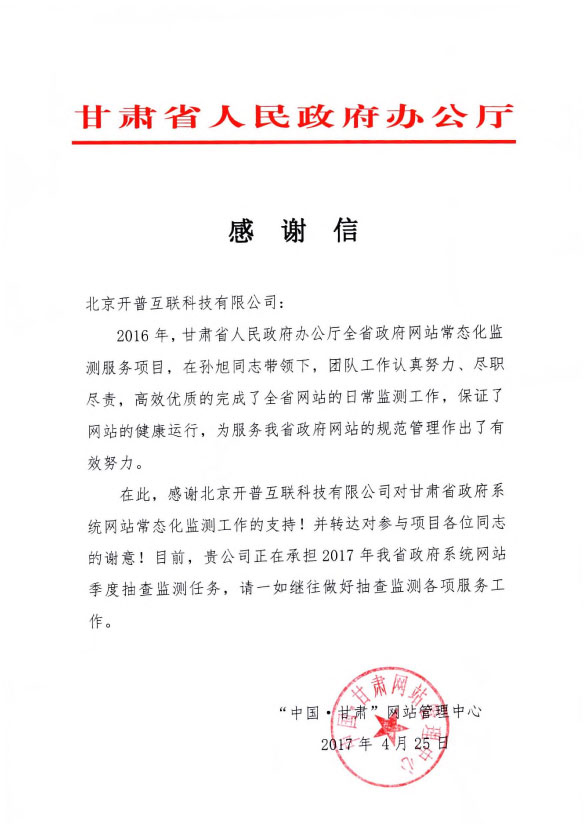 甘肃省人民政府办公厅
感谢信
北京开普互联科技有限公司：
2016 年，甘肃省人民政府办公厅全省政府网站常态化监
测服务项目，在孙旭同志带领下，团队工作认真努力、尽职
尽责，高效优质的完成了全省网站的日常监测工作，保证了
网站的健康运行，为服务我省政府网站的规范管理作出了有
效努力。
在此，感谢北京开普互联科技有限公司对甘肃省政府系
统网站常态化监测工作的支持！并转达对参与项目各位同志
的谢意！目前，贵公司正在承担 2017 年我省政府系统网站
季度抽查监测任务，请一如继往做好抽查监测各项服务工
作。
“中国·甘肃”网站管理中心
2017 年 4 月 25 日
中国·甘肃网站管理中心